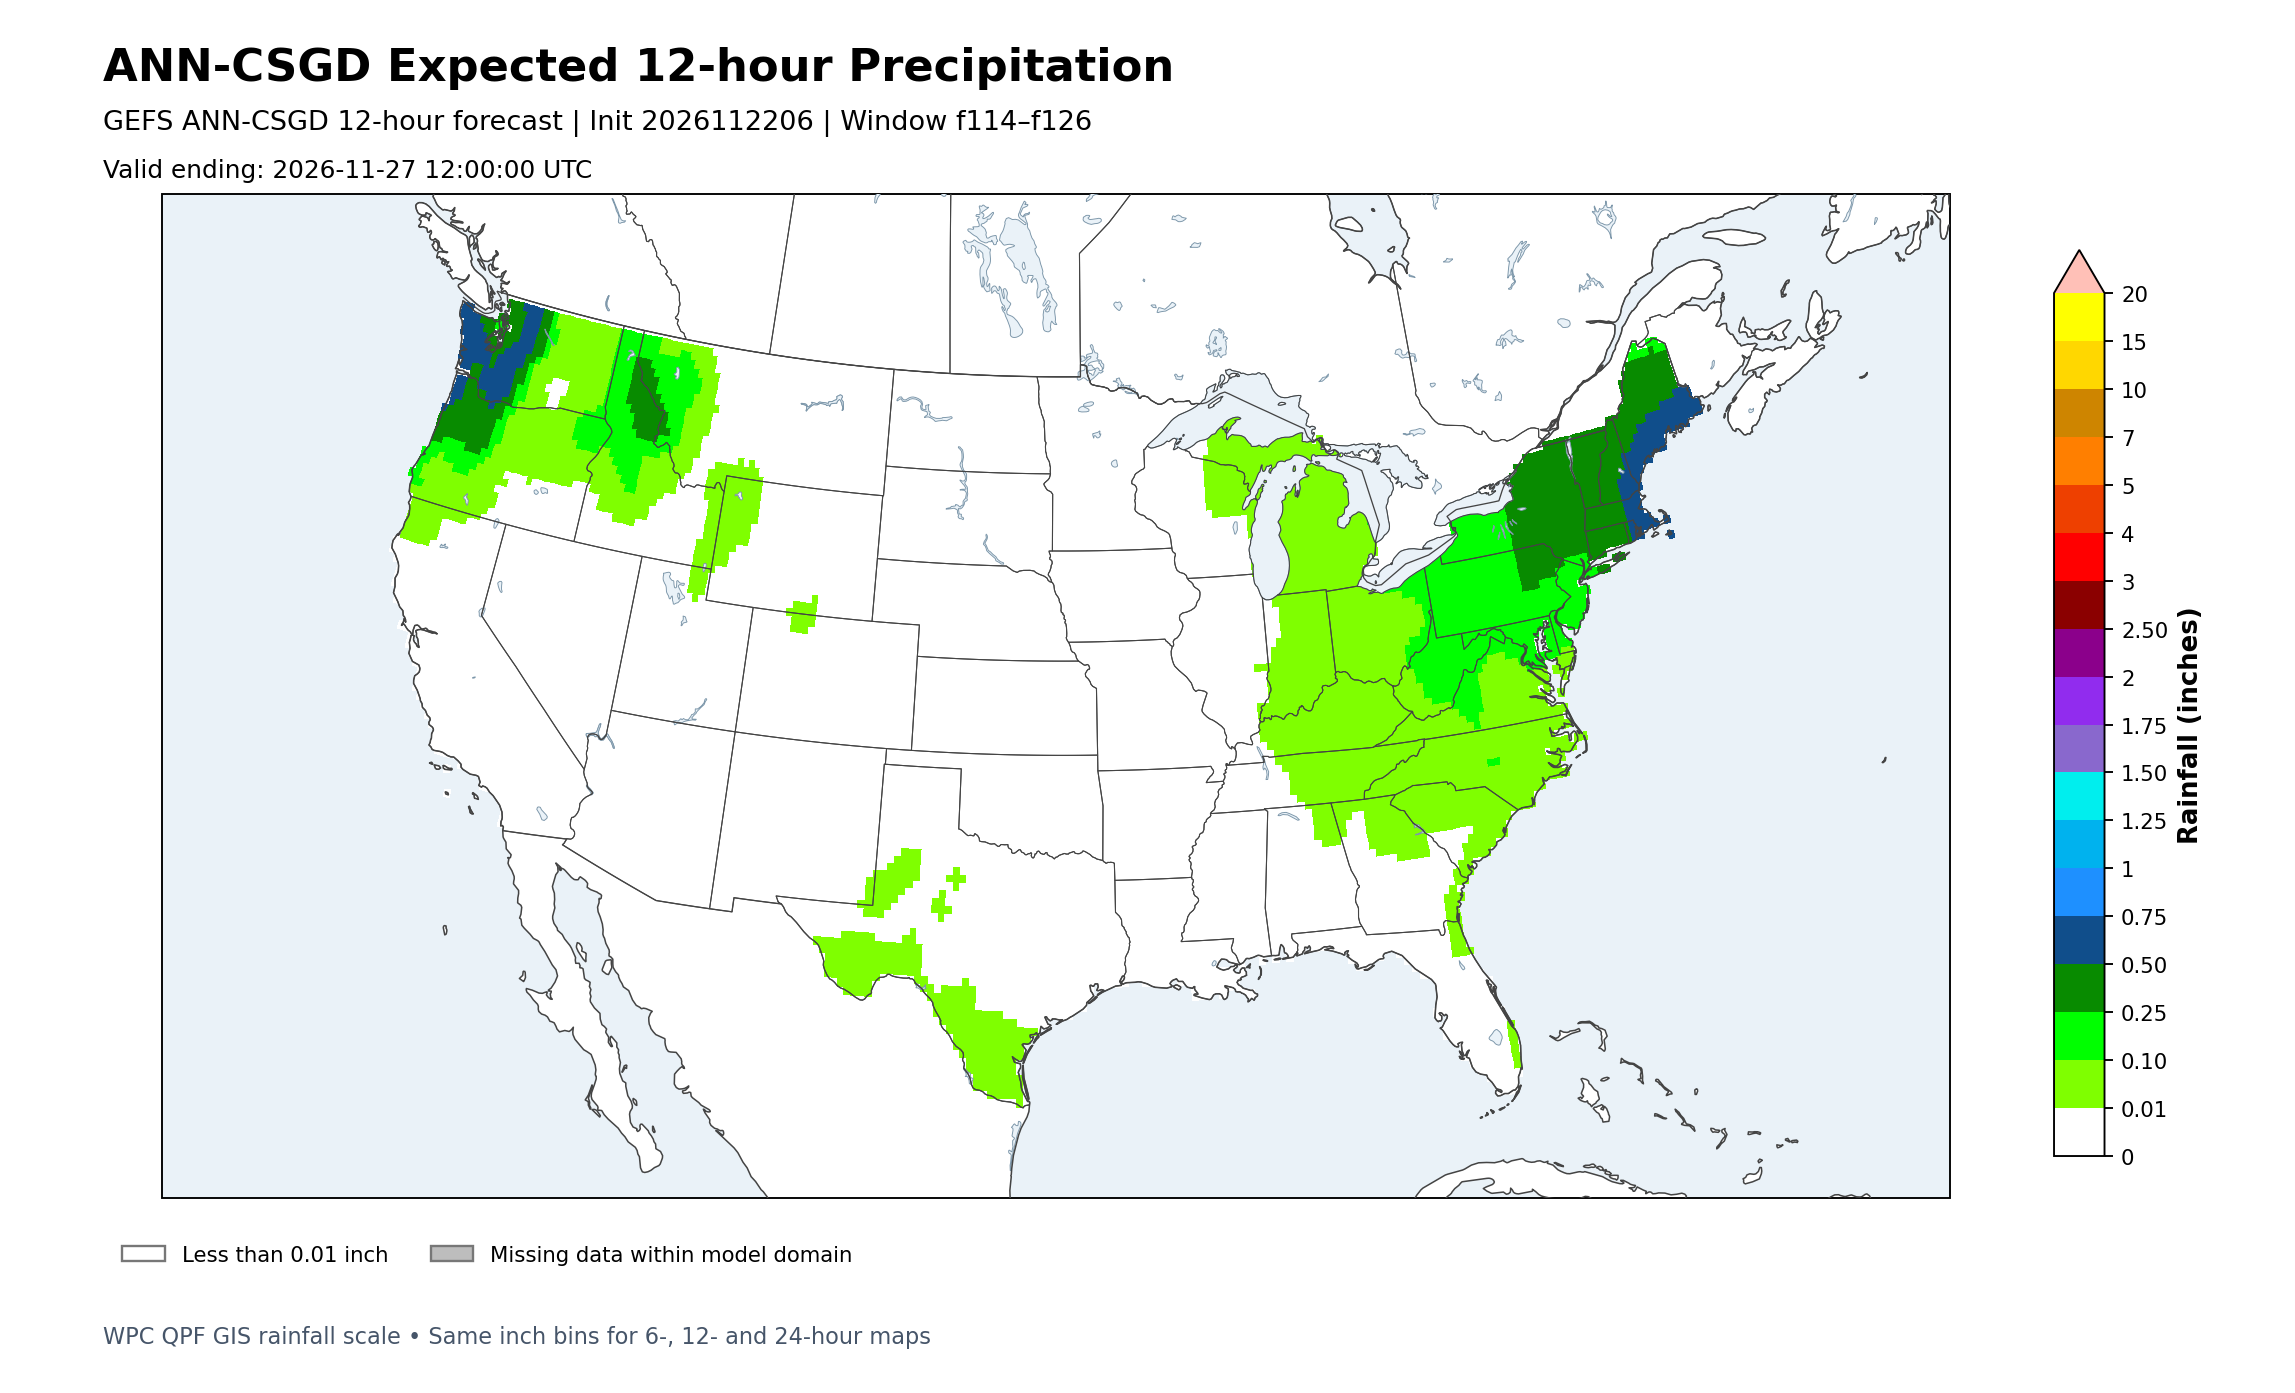 ANN-CSGD Expected 12-hour Precipitation
GEFS ANN-CSGD 12-hour forecast | Init 2026112206 | Window f114–f126
Valid ending: 2026-11-27 12:00:00 UTC
20
15
10
7
5
4
3
2.50
2
1.75
1.50
1.25
1
0.75
0.50
0.25
0.10
0.01
0
Rainfall (inches)
Less than 0.01 inch
Missing data within model domain
WPC QPF GIS rainfall scale • Same inch bins for 6-, 12- and 24-hour maps